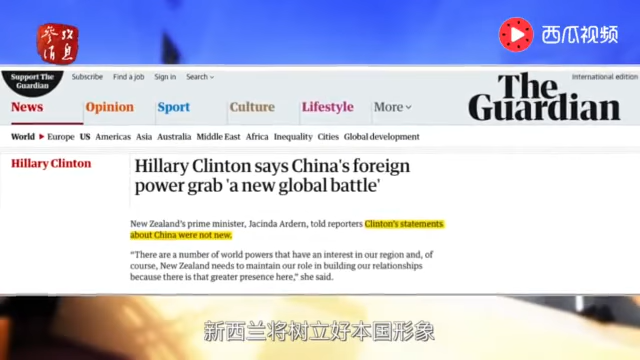 参考消息
西瓜视频
Support The Guardian
Subscribe Find a job Sign in Search
International edition
The Guardian
News Opinion Sport Culture Lifestyle More
World Europe US Americas Asia Australia Middle East Africa Inequality Cities Global development
Hillary Clinton
Hillary Clinton says China's foreign
power grab 'a new global battle'
New Zealand's prime minister, Jacinda Ardern, told reporters Clinton's statements
about China were not new.
“There are a number of world powers that have an interest in our region and, of
course, New Zealand needs to maintain our role in building our relationships
because there is that greater presence here,” she said.
新西兰将树立好本国形象